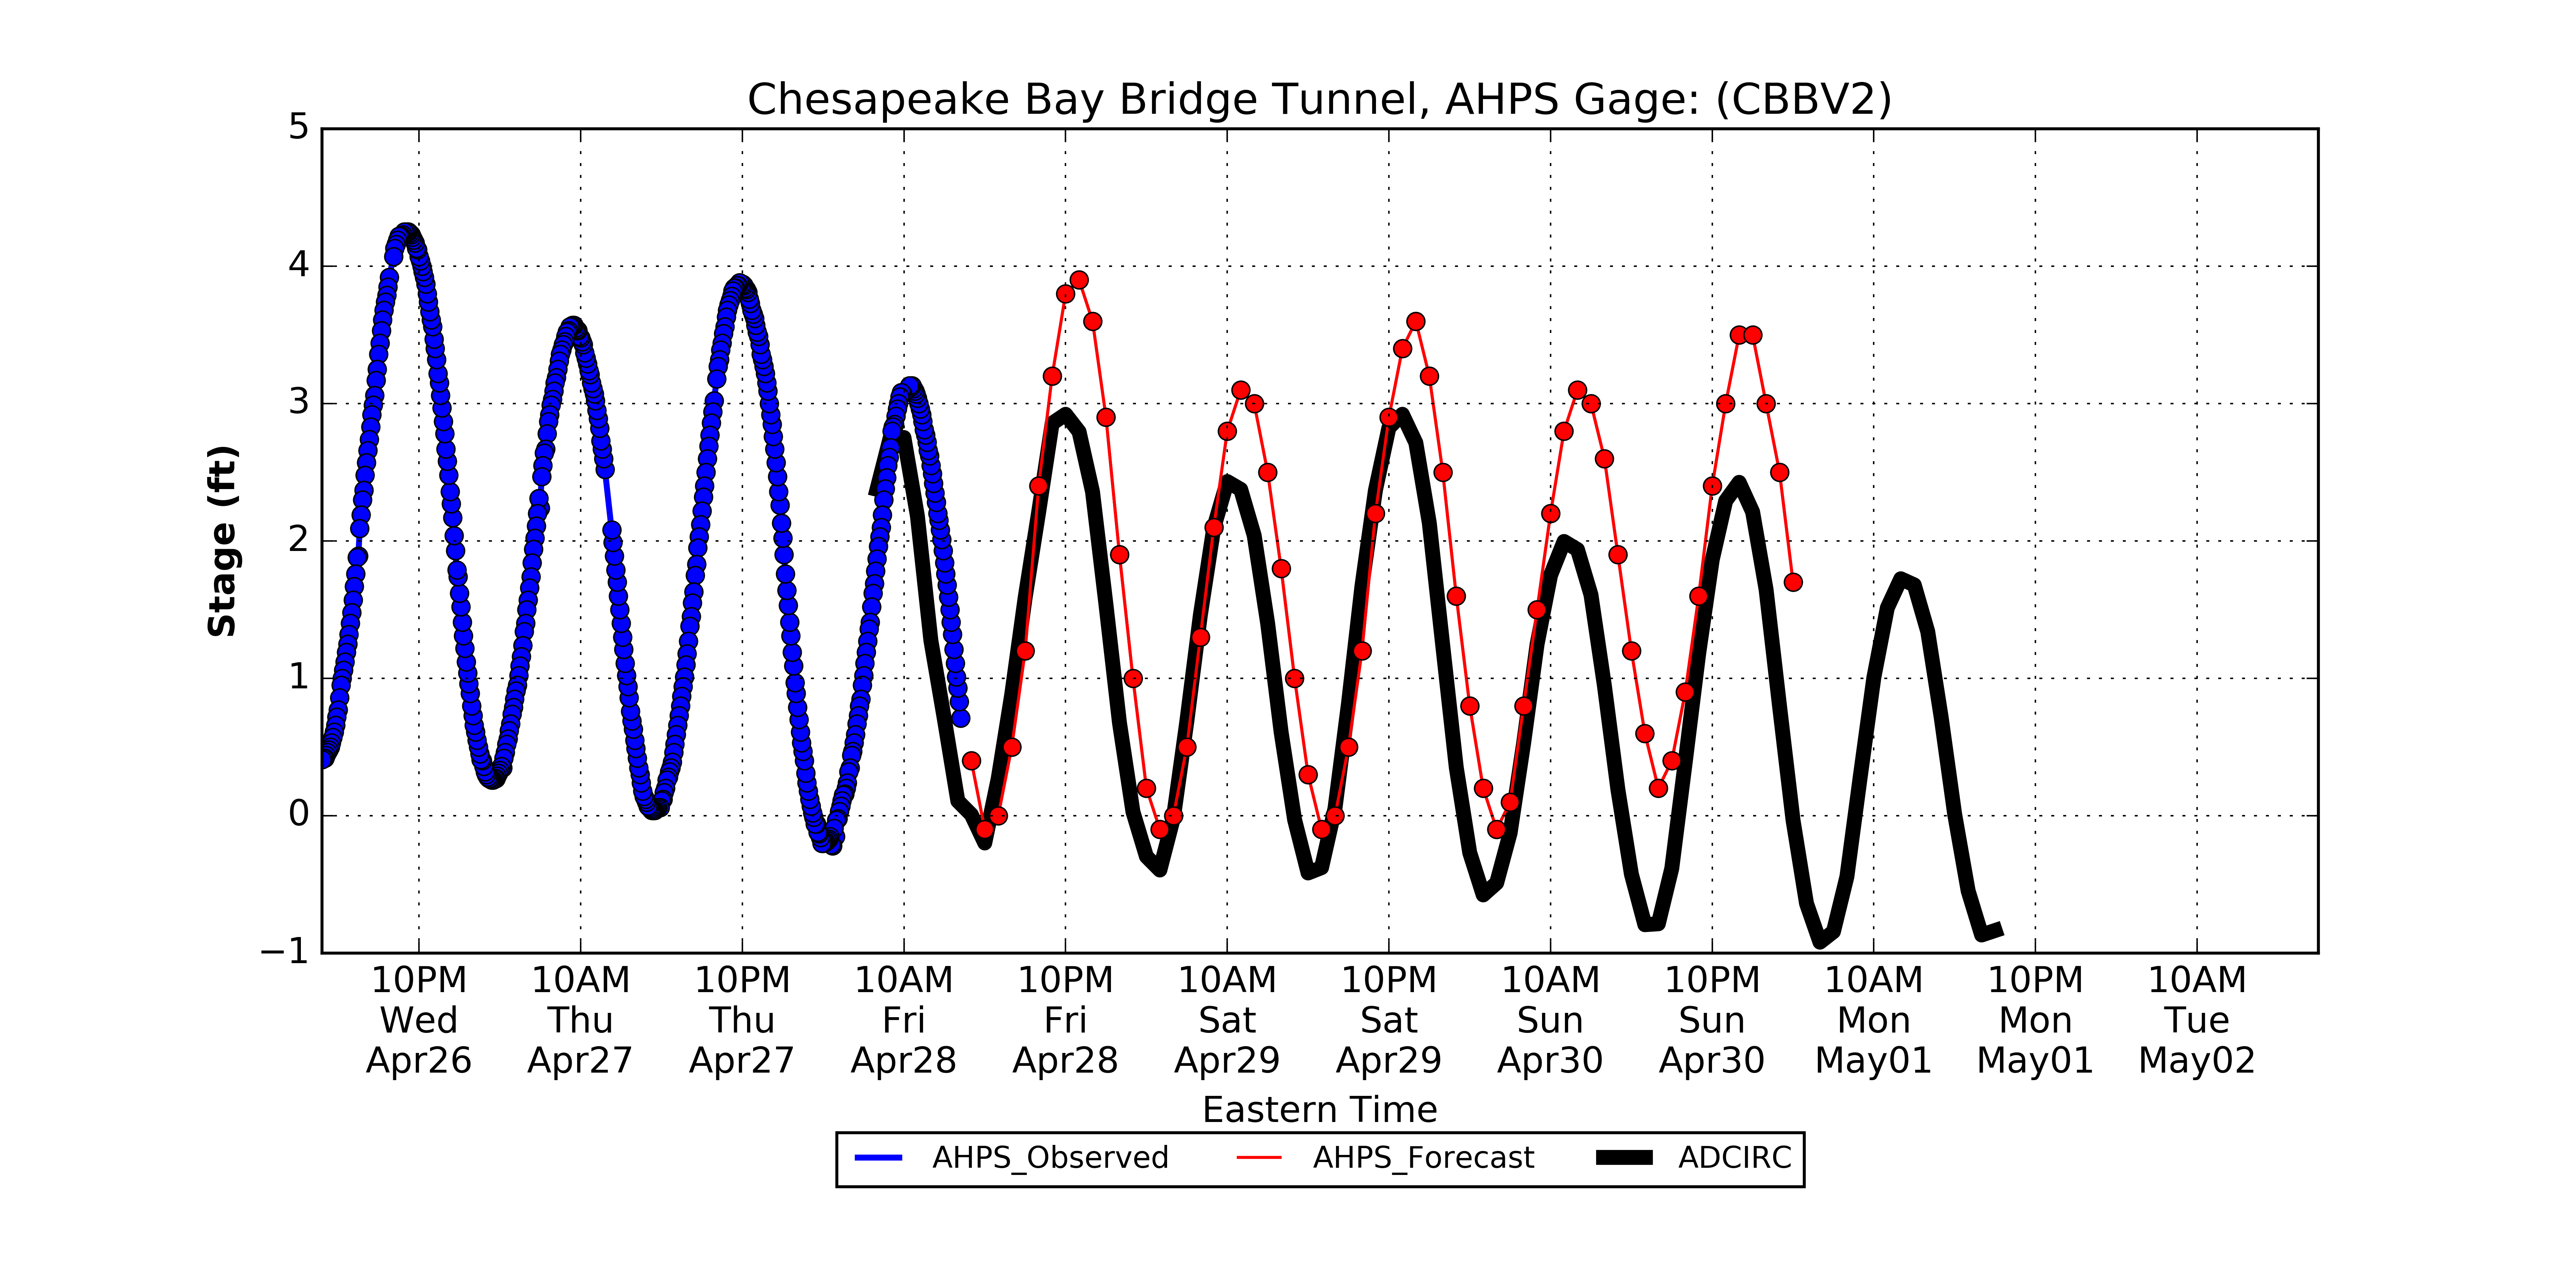 Chesapeake Bay Bridge Tunnel, AHPS Gage: (CBBV2)
5
4
3
2
1
0
−1
Stage (ft)
10PM 10AM 10PM 10AM 10PM 10AM 10PM 10AM 10PM 10AM 10PM 10AM
Wed Thu Thu Fri Fri Sat Sat Sun Sun Mon Mon Tue
Apr26 Apr27 Apr27 Apr28 Apr28 Apr29 Apr29 Apr30 Apr30 May01 May01 May02
Eastern Time
AHPS_Observed AHPS_Forecast ADCIRC